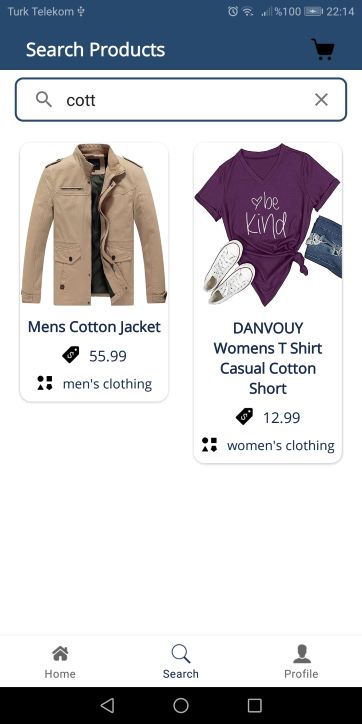 Turk Telekom %100 22:14
Search Products
cott
Mens Cotton Jacket
55.99
men's clothing
be
kind
DANVOUY
Womens T Shirt
Casual Cotton
Short
12.99
women's clothing
Home
Search
Profile